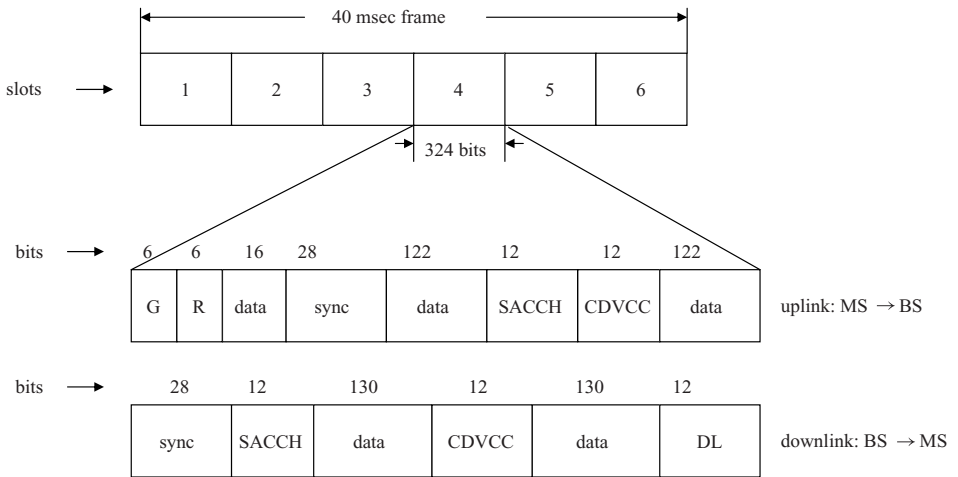 40 msec frame
slots → 1 2 3 4 5 6
324 bits
bits → 6 6 16 28 122 12 12 122
G R data sync data SACCH CDVCC data uplink: MS → BS
bits → 28 12 130 12 130 12
sync SACCH data CDVCC data DL downlink: BS → MS